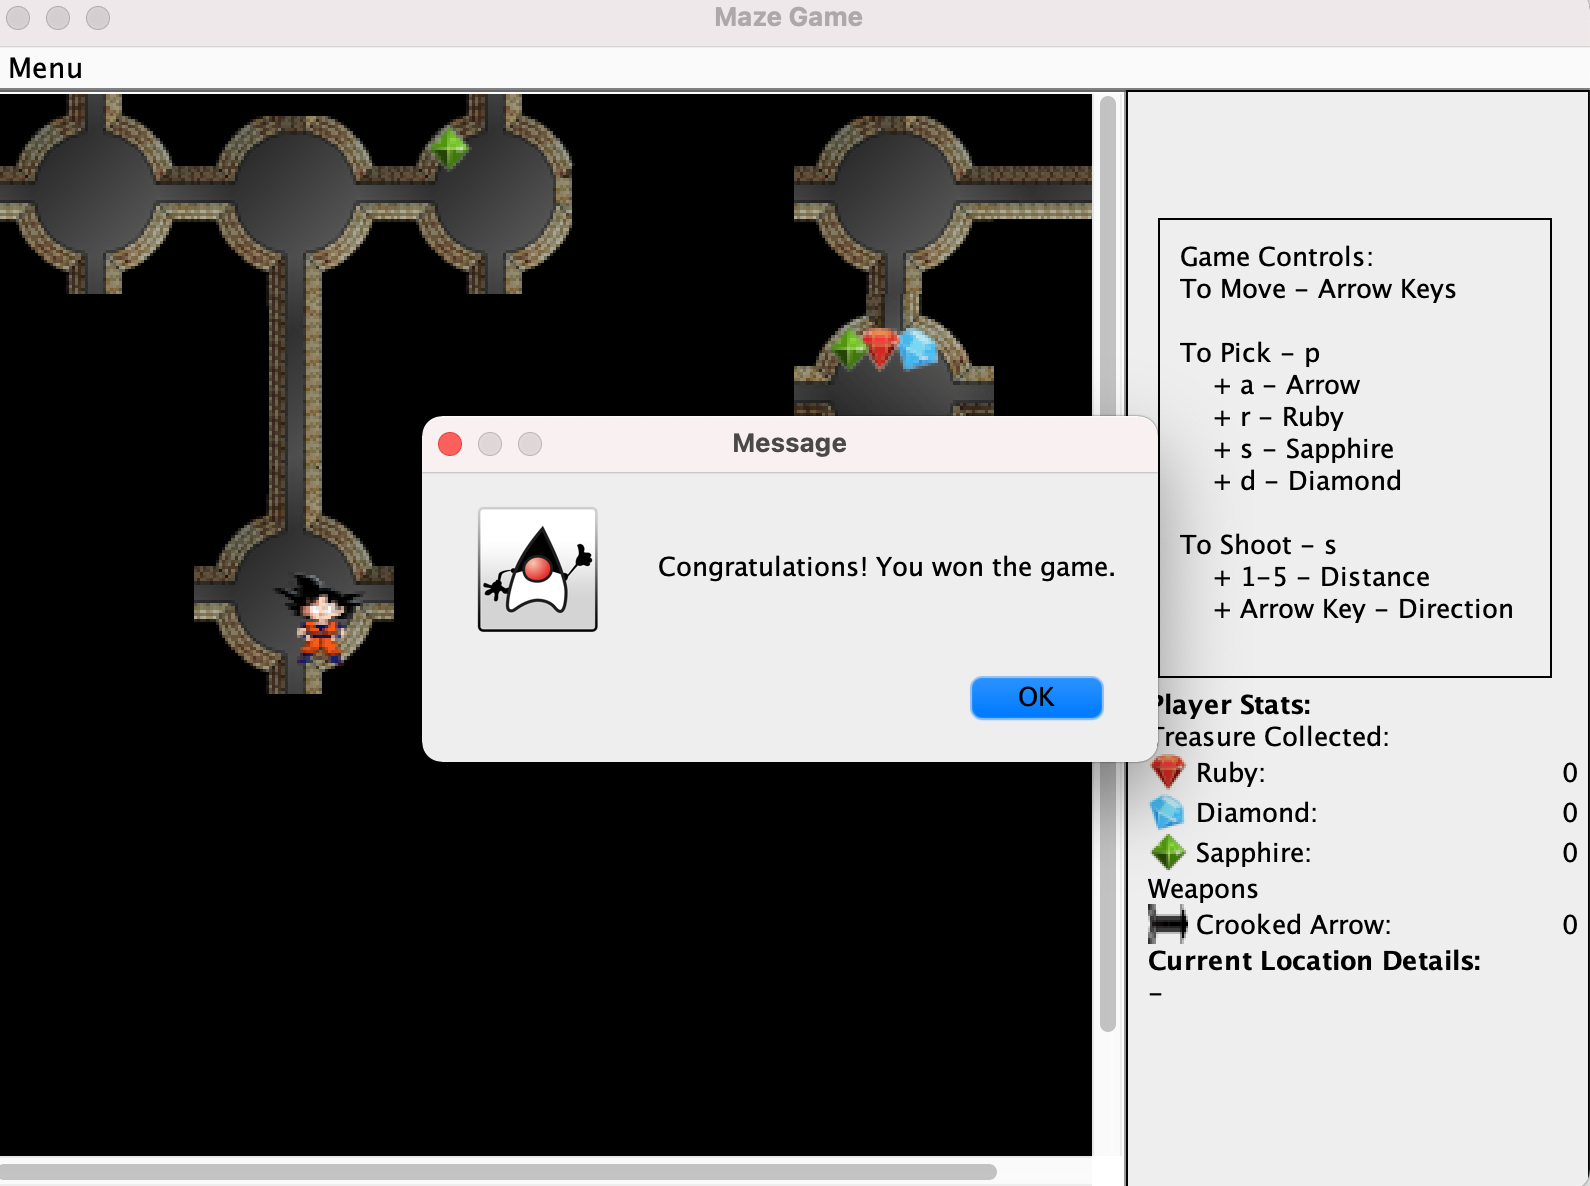 Maze Game
Menu
Game Controls:
To Move - Arrow Keys
To Pick - p
+ a - Arrow
+ r - Ruby
+ s - Sapphire
+ d - Diamond
To Shoot - s
+ 1-5 - Distance
+ Arrow Key - Direction
Message
Congratulations! You won the game.
OK
Player Stats:
Treasure Collected:
Ruby: 0
Diamond: 0
Sapphire: 0
Weapons
Crooked Arrow: 0
Current Location Details:
-